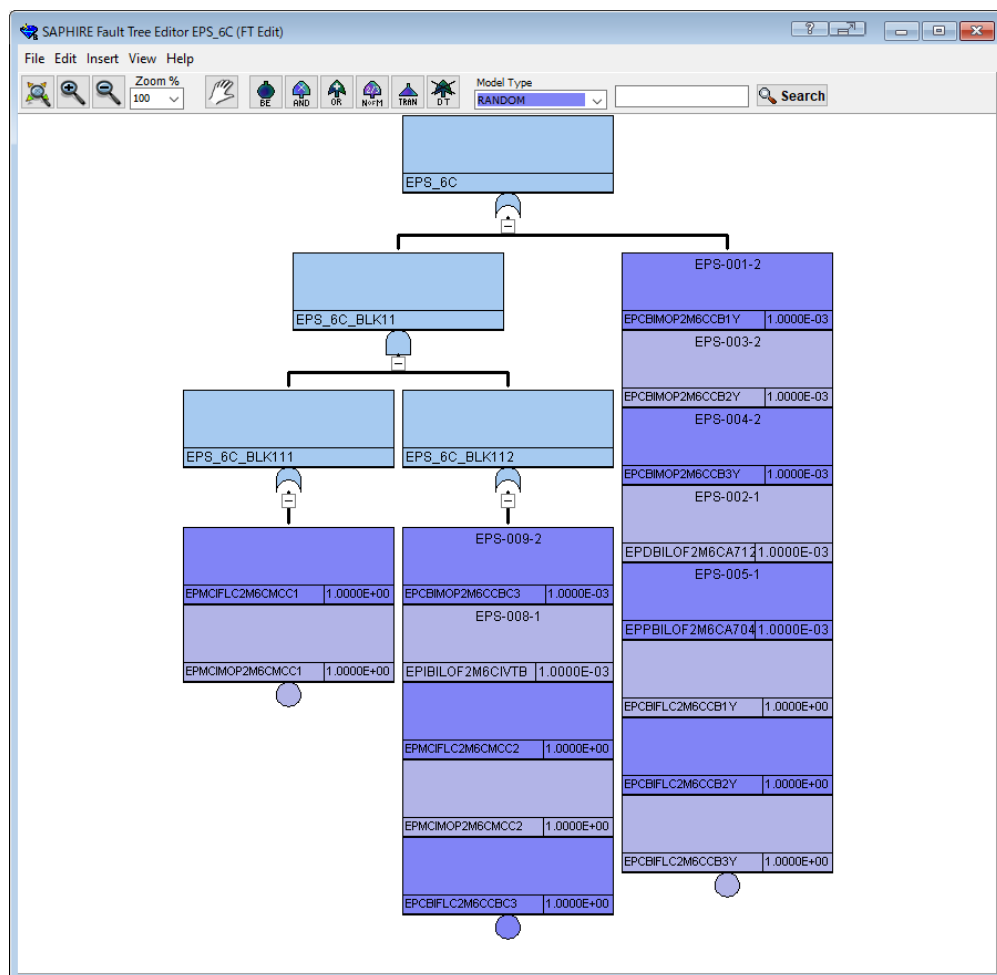 SAPHIRE Fault Tree Editor EPS_6C (FT Edit)
File Edit Insert View Help
Zoom %
100
BE
AND
OR
NorM
TRAN
DT
Model Type
RANDOM
Search
EPS_6C
EPS_6C_BLK11
EPS_6C_BLK111
EPS_6C_BLK112
EPMCIFLC2M6CMCC1 1.0000E+00
EPMCIMOP2M6CMCC1 1.0000E+00
EPS-009-2
EPCBIMOP2M6CCBC3 1.0000E-03
EPS-008-1
EPIBILOF2M6CIVTB 1.0000E-03
EPMCIFLC2M6CMCC2 1.0000E+00
EPMCIMOP2M6CMCC2 1.0000E+00
EPCBIFLC2M6CCBC3 1.0000E+00
EPS-001-2
EPCBIMOP2M6CCB1Y 1.0000E-03
EPS-003-2
EPCBIMOP2M6CCB2Y 1.0000E-03
EPS-004-2
EPCBIMOP2M6CCB3Y 1.0000E-03
EPS-002-1
EPDBILOF2M6CA712 1.0000E-03
EPS-005-1
EPPBILOF2M6CA704 1.0000E-03
EPCBIFLC2M6CCB1Y 1.0000E+00
EPCBIFLC2M6CCB2Y 1.0000E+00
EPCBIFLC2M6CCB3Y 1.0000E+00